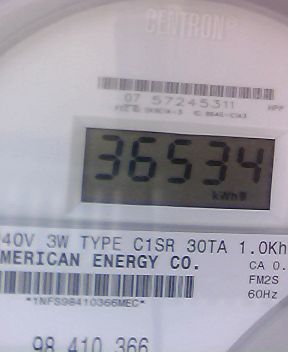 CENTRON®
07 57245311
36534
kWh
40V 3W TYPE C1SR 30TA 1.0Kh
MERICAN ENERGY CO.
CA 0.
FM2S
*1NFS98410366MEC*
60Hz
98 410 366